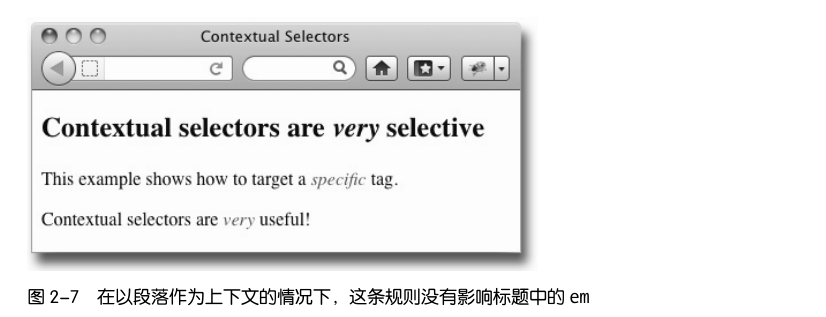 Contextual Selectors
Contextual selectors are very selective
This example shows how to target a specific tag.
Contextual selectors are very useful!
图 2-7 在以段落作为上下文的情况下，这条规则没有影响标题中的 em